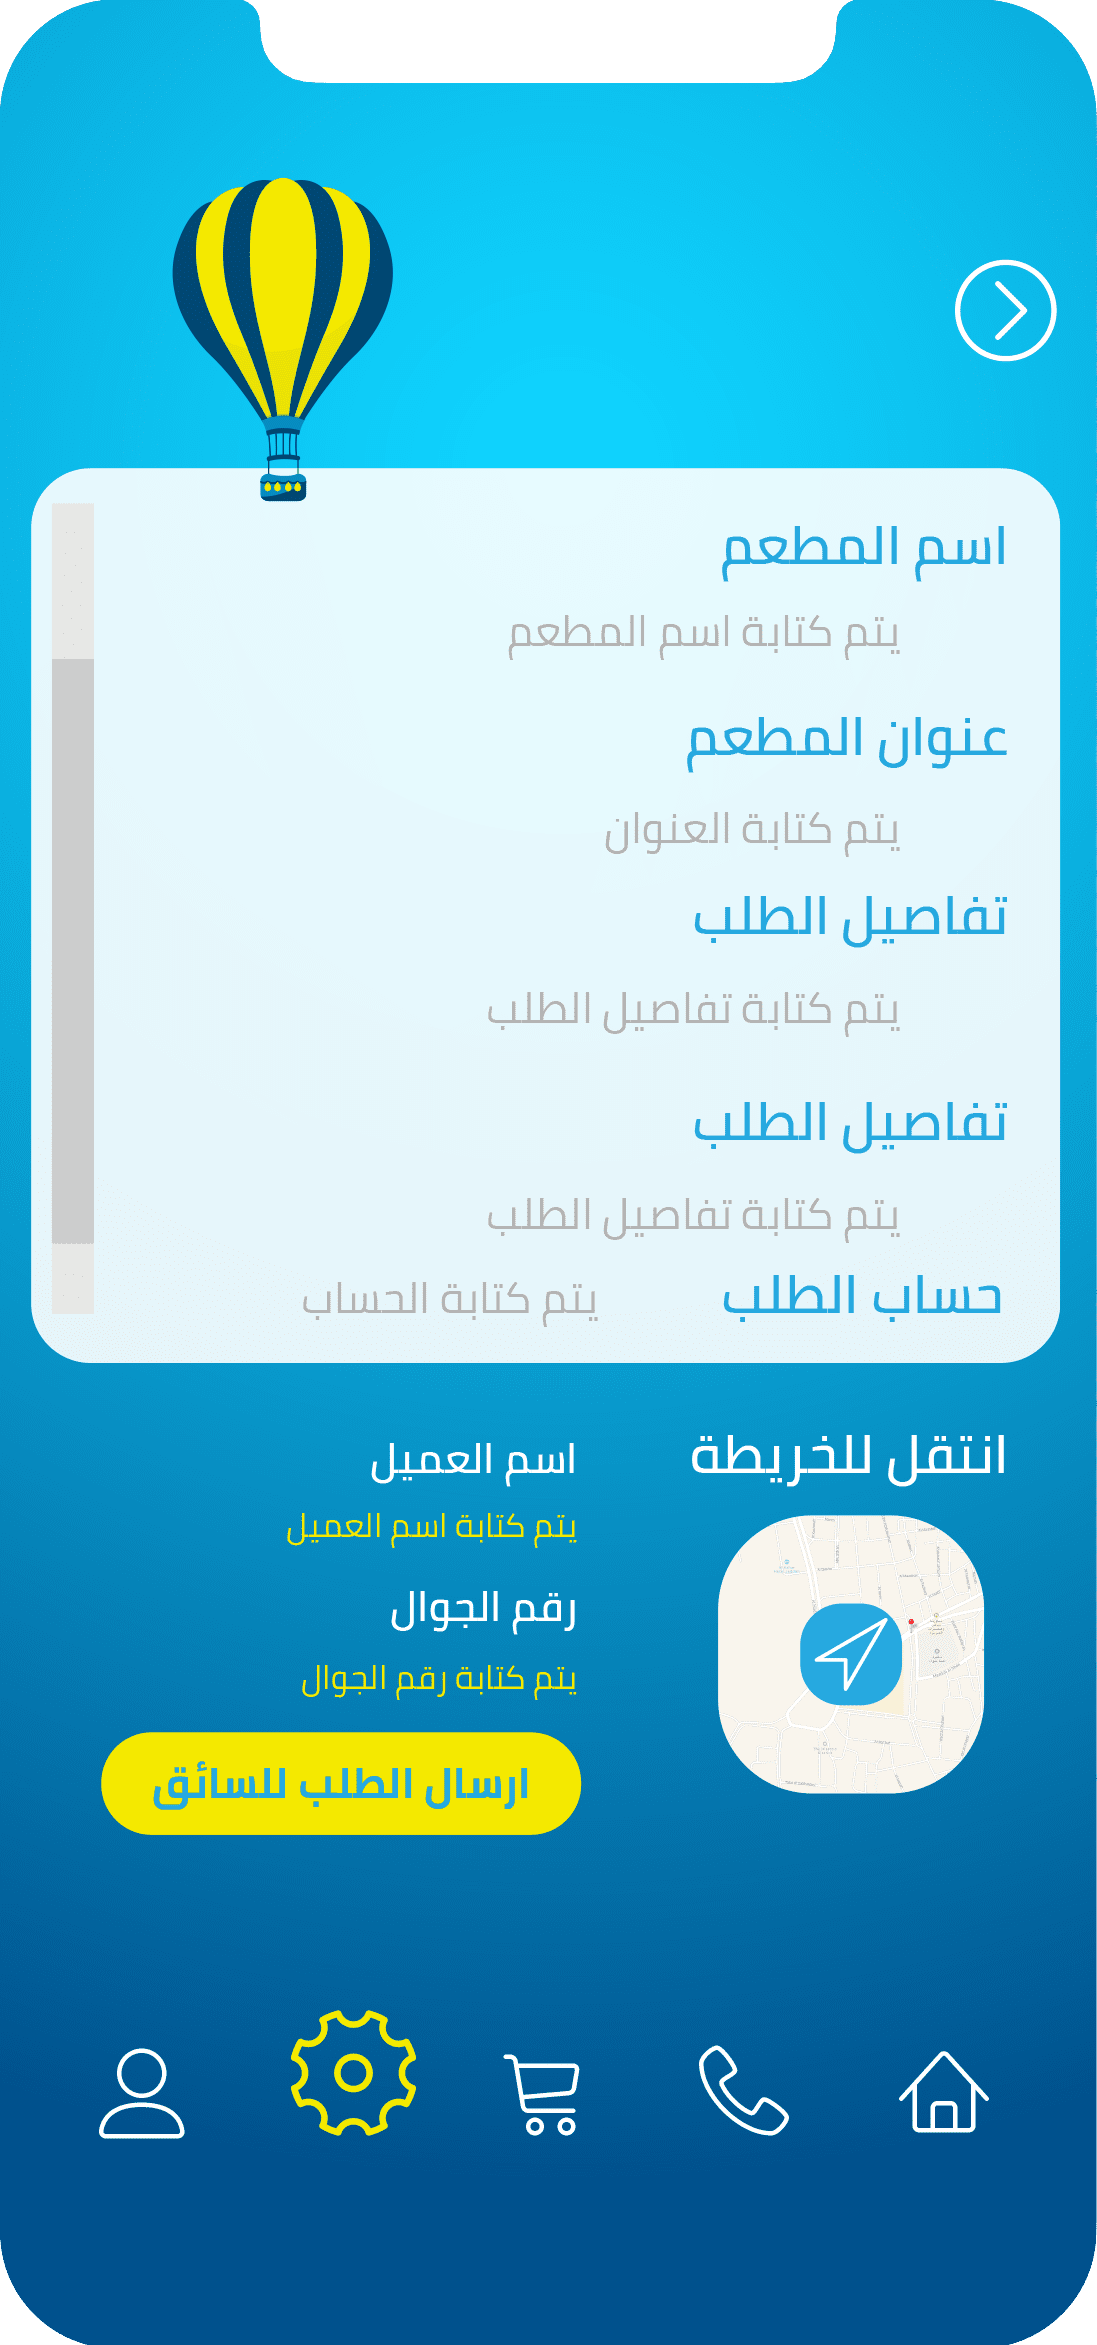 اسم المطعم
يتم كتابة اسم المطعم
عنوان المطعم
يتم كتابة العنوان
تفاصيل الطلب
يتم كتابة تفاصيل الطلب
تفاصيل الطلب
يتم كتابة تفاصيل الطلب
حساب الطلب يتم كتابة الحساب
انتقل للخريطة
اسم العميل
يتم كتابة اسم العميل
رقم الجوال
يتم كتابة رقم الجوال
ارسال الطلب للسائق